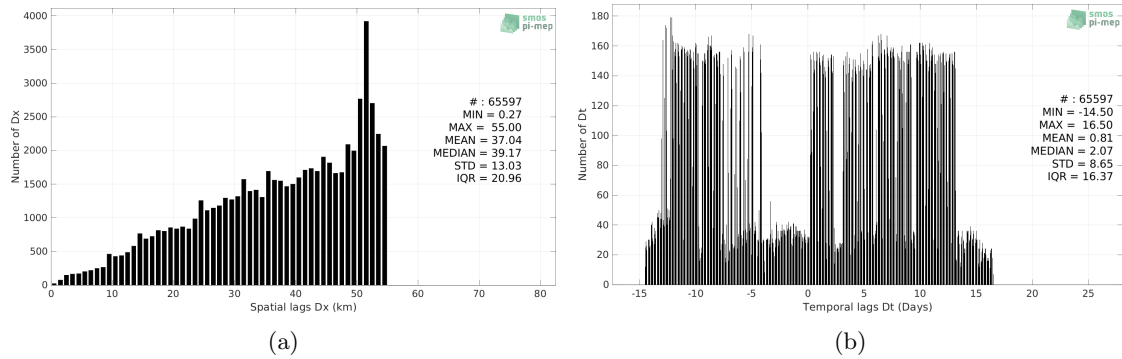 4000
3500
3000
2500
2000
1500
1000
500
0
Number of Dx
0 10 20 30 40 50 60 70 80
Spatial lags Dx (km)
smos
pi-mep
# : 65597
MIN = 0.27
MAX = 55.00
MEAN = 37.04
MEDIAN = 39.17
STD = 13.03
IQR = 20.96
(a)
180
160
140
120
100
80
60
40
20
0
Number of Dt
-15 -10 -5 0 5 10 15 20 25
Temporal lags Dt (Days)
smos
pi-mep
# : 65597
MIN = -14.50
MAX = 16.50
MEAN = 0.81
MEDIAN = 2.07
STD = 8.65
IQR = 16.37
(b)